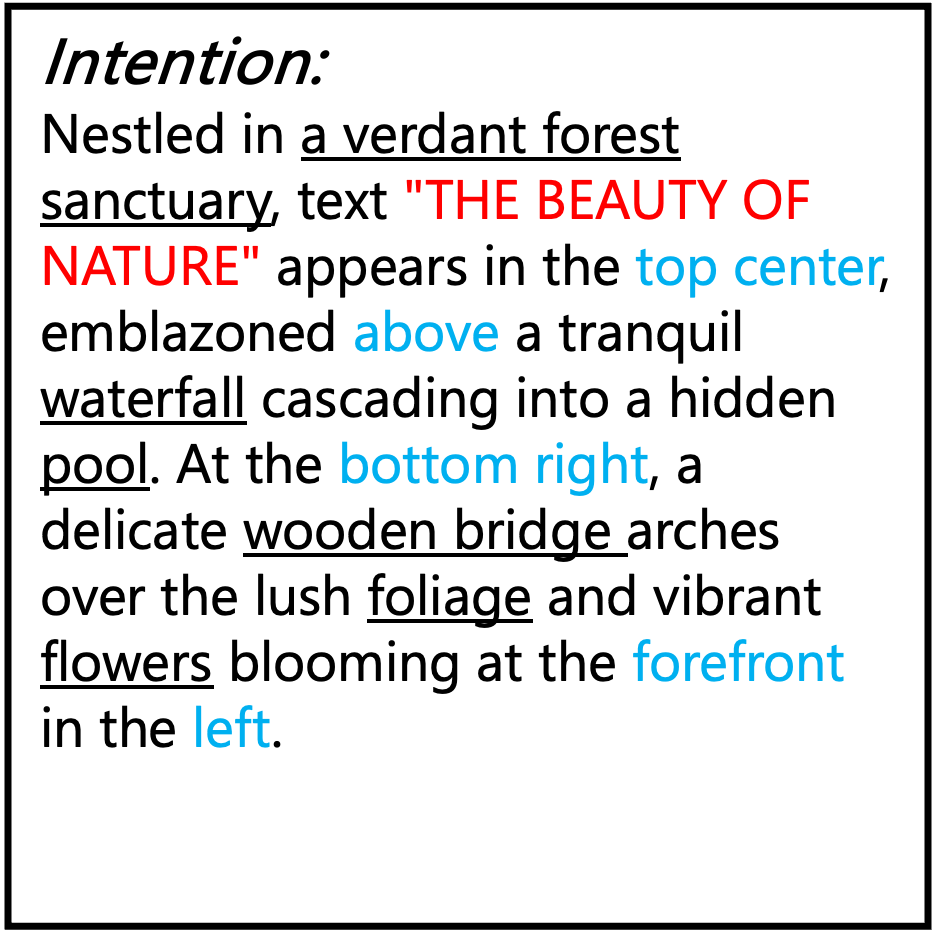 Intention:
Nestled in a verdant forest
sanctuary, text "THE BEAUTY OF
NATURE" appears in the top center,
emblazoned above a tranquil
waterfall cascading into a hidden
pool. At the bottom right, a
delicate wooden bridge arches
over the lush foliage and vibrant
flowers blooming at the forefront
in the left.